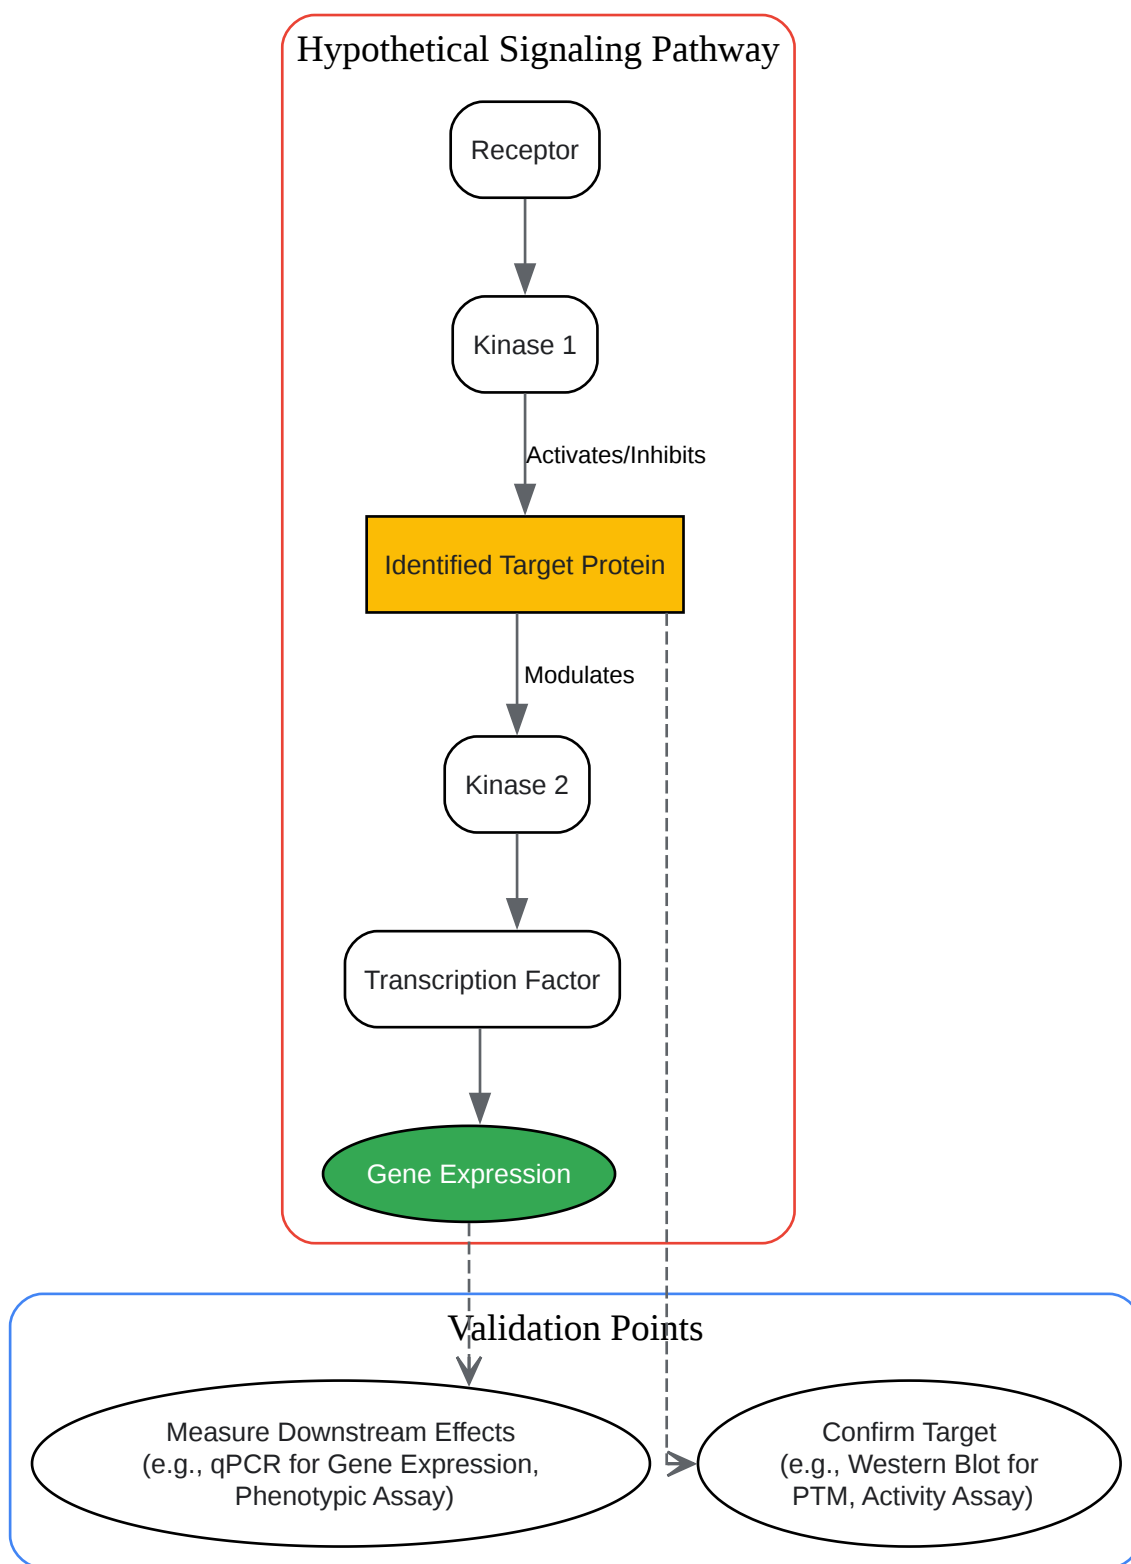 Hypothetical Signaling Pathway
Receptor
Kinase 1
Activates/Inhibits
Identified Target Protein
Modulates
Kinase 2
Transcription Factor
Gene Expression
Validation Points
Measure Downstream Effects
(e.g., qPCR for Gene Expression,
Phenotypic Assay)
Confirm Target
(e.g., Western Blot for
PTM, Activity Assay)